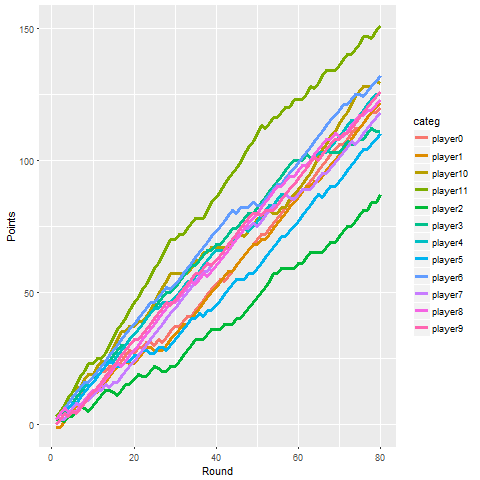 150
100
50
0
Points
0 20 40 60 80
Round
categ
player0
player1
player10
player11
player2
player3
player4
player5
player6
player7
player8
player9